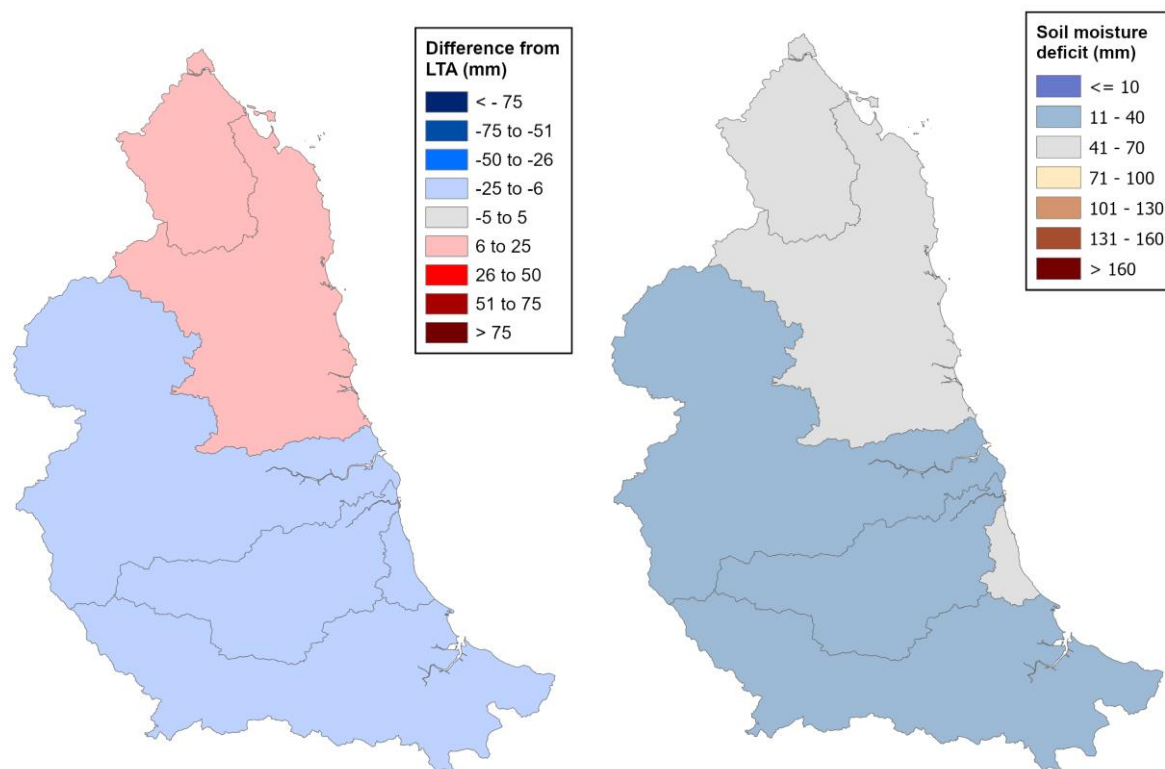 Difference from
LTA (mm)
< - 75
-75 to -51
-50 to -26
-25 to -6
-5 to 5
6 to 25
26 to 50
51 to 75
> 75
Soil moisture
deficit (mm)
<= 10
11 - 40
41 - 70
71 - 100
101 - 130
131 - 160
> 160